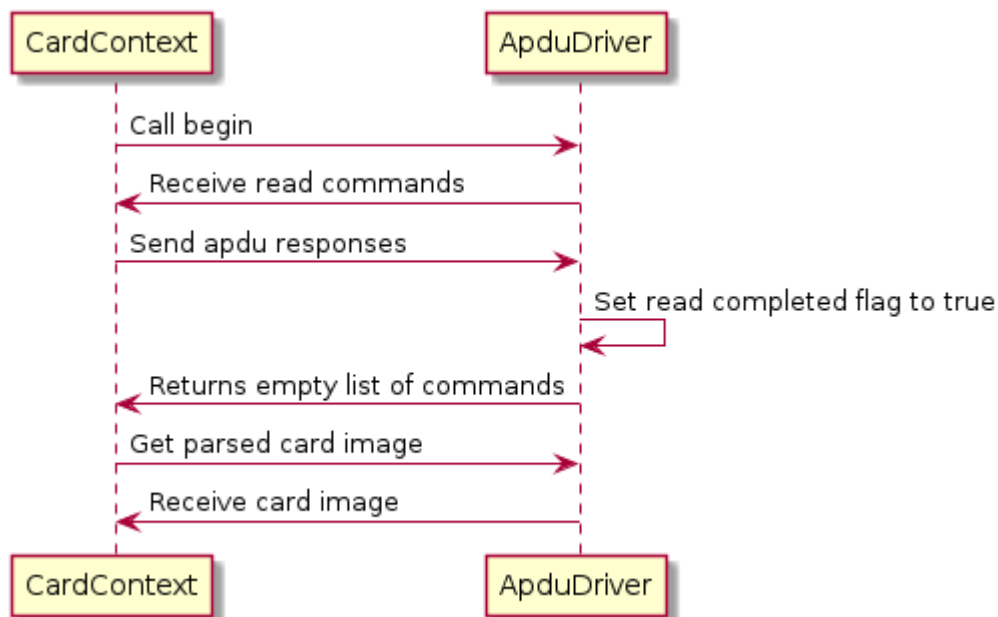 CardContext
ApduDriver
Call begin
Receive read commands
Send apdu responses
Set read completed flag to true
Returns empty list of commands
Get parsed card image
Receive card image
CardContext
ApduDriver